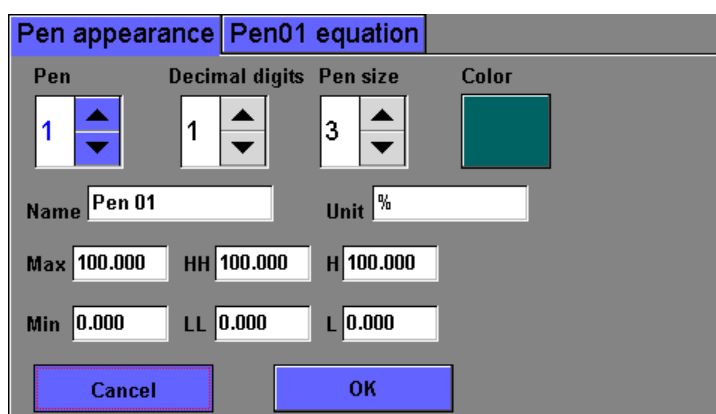 Pen appearance Pen01 equation
Pen Decimal digits Pen size Color
1 1 3
Name Pen 01 Unit %
Max 100.000 HH 100.000 H 100.000
Min 0.000 LL 0.000 L 0.000
Cancel OK